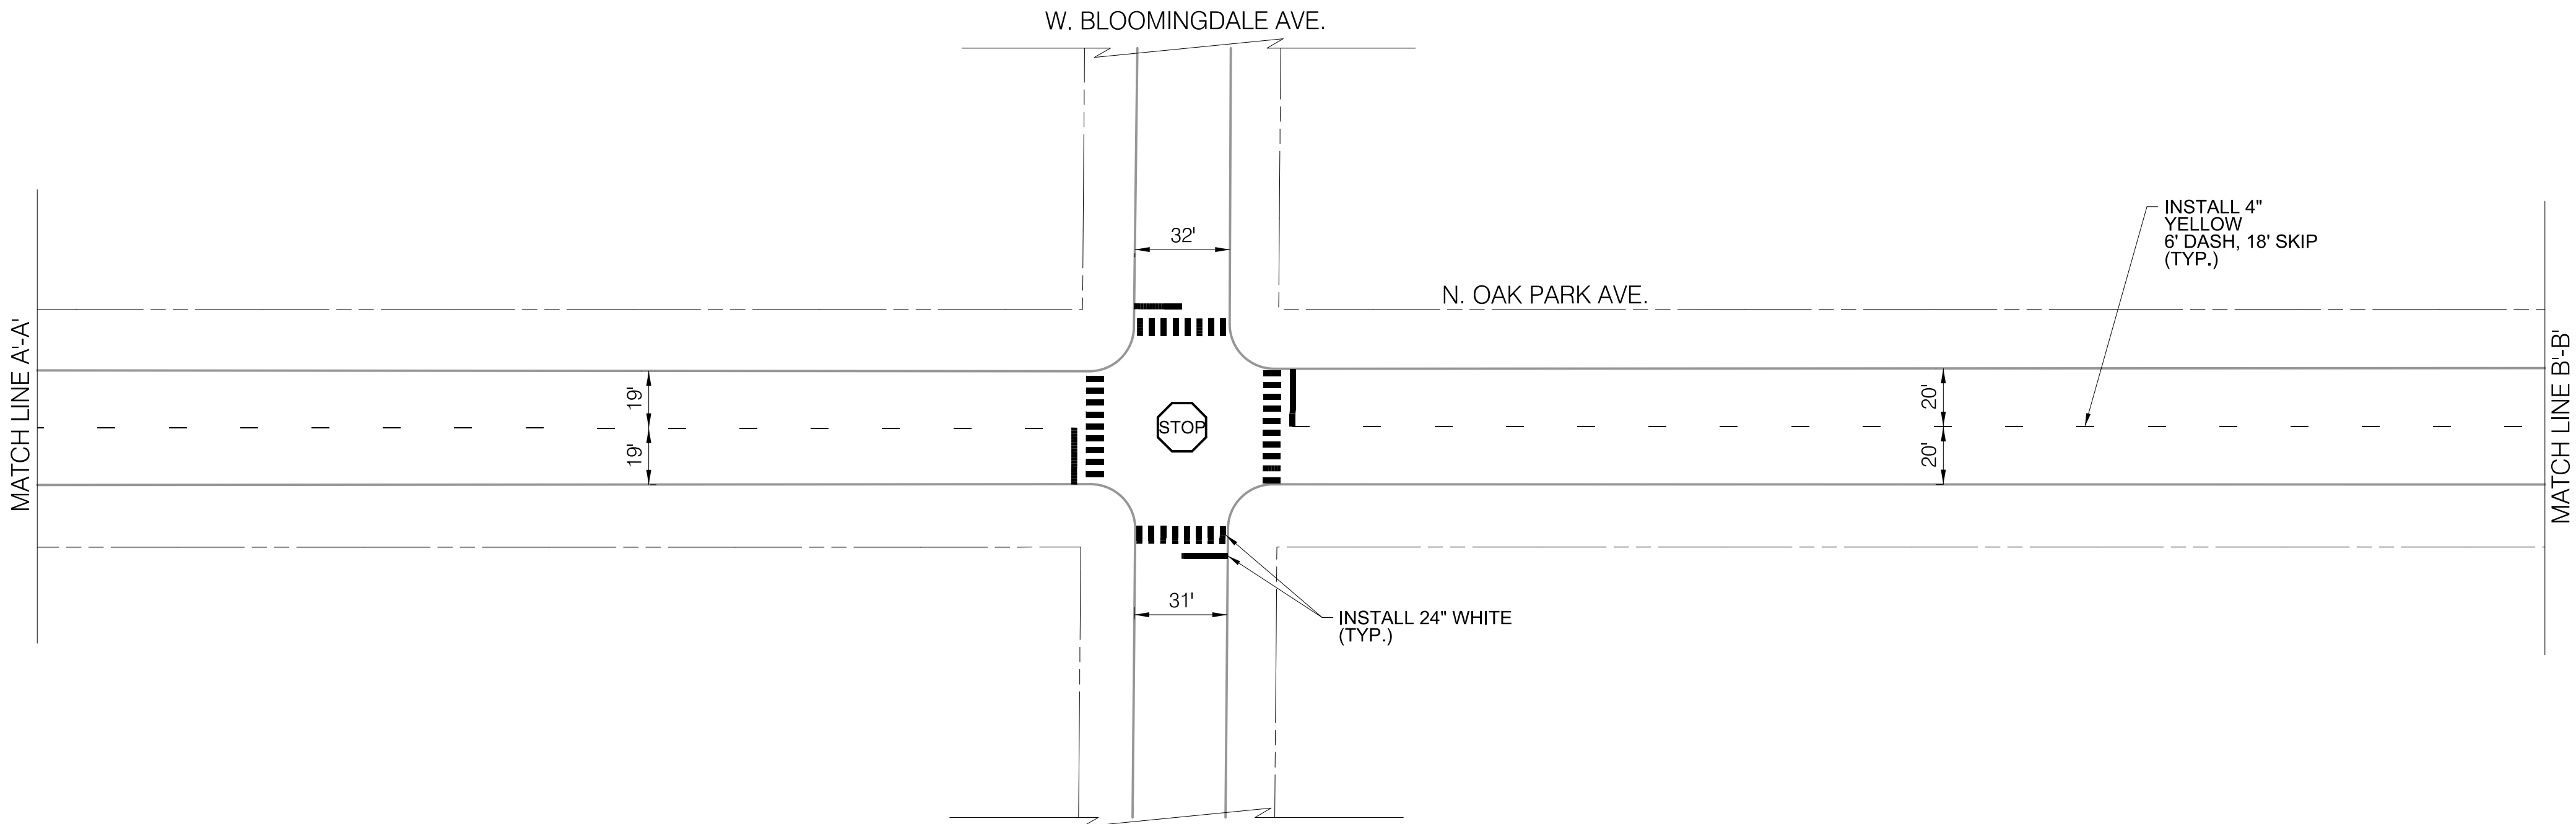 W. BLOOMINGDALE AVE.
INSTALL 4"
YELLOW
6' DASH, 18' SKIP
(TYP.)
32'
N. OAK PARK AVE.
MATCH LINE A'-A'
19'
19'
STOP
20'
20'
MATCH LINE B'-B'
31'
INSTALL 24" WHITE
(TYP.)